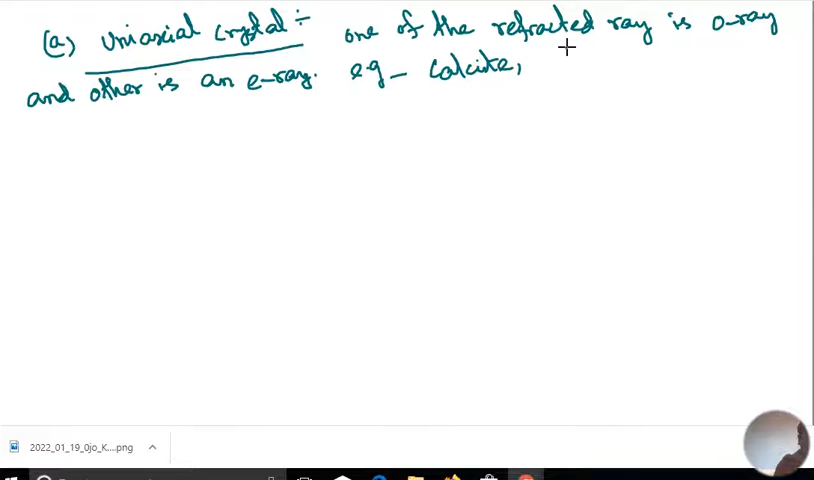 (a) Uniaxial crystal ÷ one of the refracted ray is o-ray
and other is an e-ray. eg - Calcite,
2022_01_19_0jo_K....png